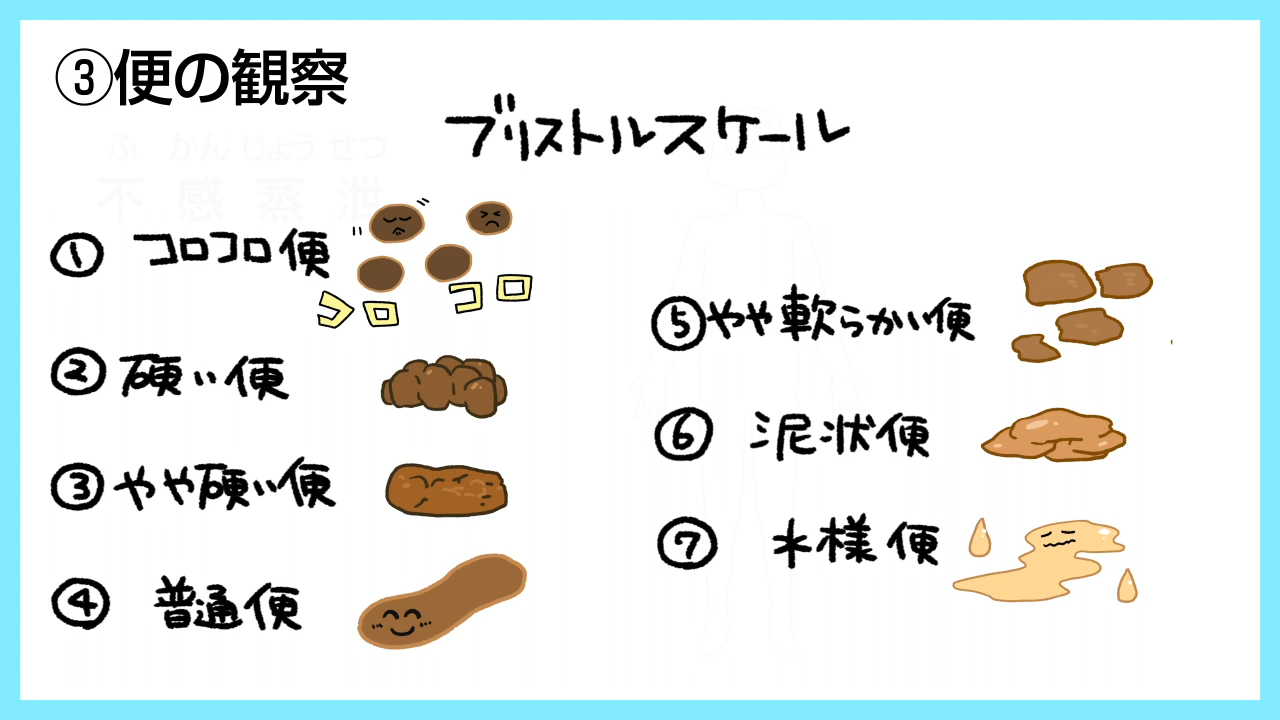 ③便の観察
ブリストルスケール
ふ かん じょう せつ
不 感 蒸 泄
① コロコロ便
コロ コロ
② 硬い便
③ やや硬い便
④ 普通便
⑤ やや軟らかい便
⑥ 泥状便
⑦ 水様便